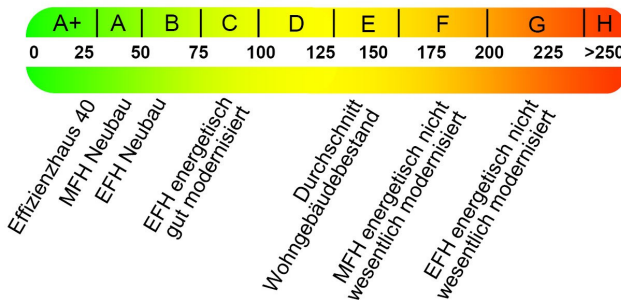 A+ A B C D E F G H
0 25 50 75 100 125 150 175 200 225 >250
Effizienzhaus 40
MFH Neubau
EFH Neubau
EFH energetisch
gut modernisiert
Durchschnitt
Wohngebäudebestand
MFH energetisch nicht
wesentlich modernisiert
EFH energetisch nicht
wesentlich modernisiert